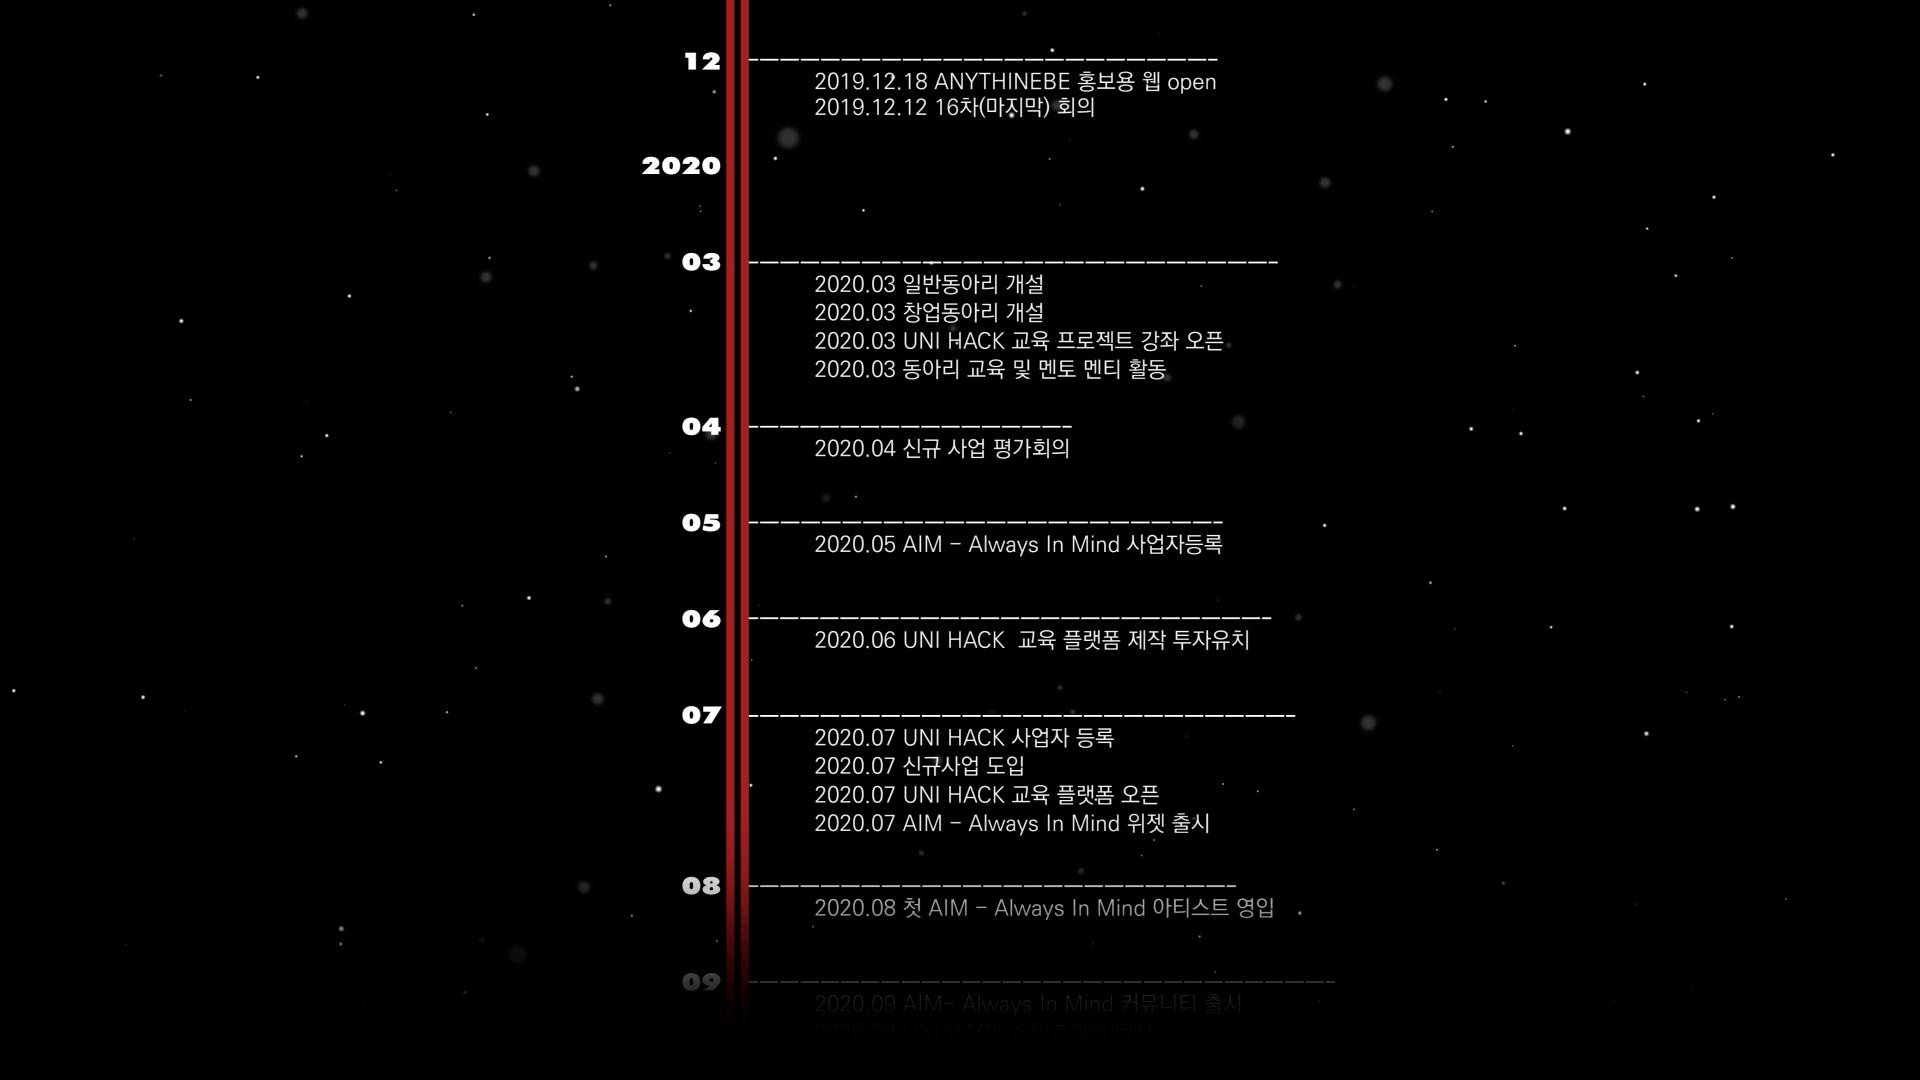 12
2019.12.18 ANYTHINEBE 홍보용 웹 open
2019.12.12 16차(마지막) 회의
2020
03
2020.03 일반동아리 개설
2020.03 창업동아리 개설
2020.03 UNI HACK 교육 프로젝트 강좌 오픈
2020.03 동아리 교육 및 멘토 멘티 활동
04
2020.04 신규 사업 평가회의
05
2020.05 AIM - Always In Mind 사업자등록
06
2020.06 UNI HACK 교육 플랫폼 제작 투자유치
07
2020.07 UNI HACK 사업자 등록
2020.07 신규사업 도입
2020.07 UNI HACK 교육 플랫폼 오픈
2020.07 AIM - Always In Mind 위젯 출시
08
2020.08 첫 AIM - Always In Mind 아티스트 영입
09
2020.09 AIM- Always In Mind 커뮤니티 출시
2020.09 UNI HACK